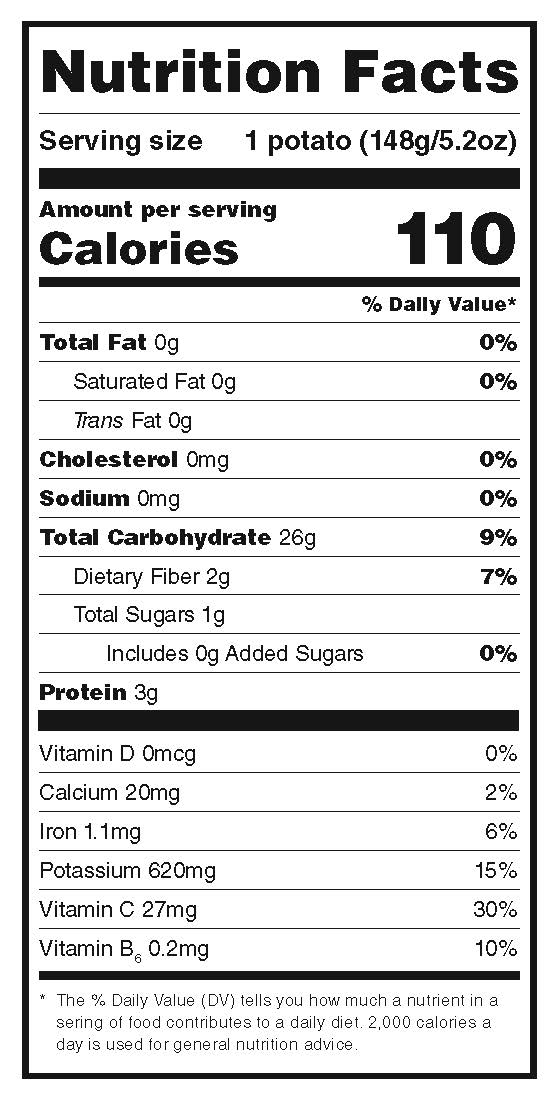 Nutrition Facts
Serving size 1 potato (148g/5.2oz)
Amount per serving
Calories 110
% Daily Value*
Total Fat 0g 0%
Saturated Fat 0g 0%
Trans Fat 0g
Cholesterol 0mg 0%
Sodium 0mg 0%
Total Carbohydrate 26g 9%
Dietary Fiber 2g 7%
Total Sugars 1g
Includes 0g Added Sugars 0%
Protein 3g
Vitamin D 0mcg 0%
Calcium 20mg 2%
Iron 1.1mg 6%
Potassium 620mg 15%
Vitamin C 27mg 30%
Vitamin B₆ 0.2mg 10%
* The % Daily Value (DV) tells you how much a nutrient in a
sering of food contributes to a daily diet. 2,000 calories a
day is used for general nutrition advice.